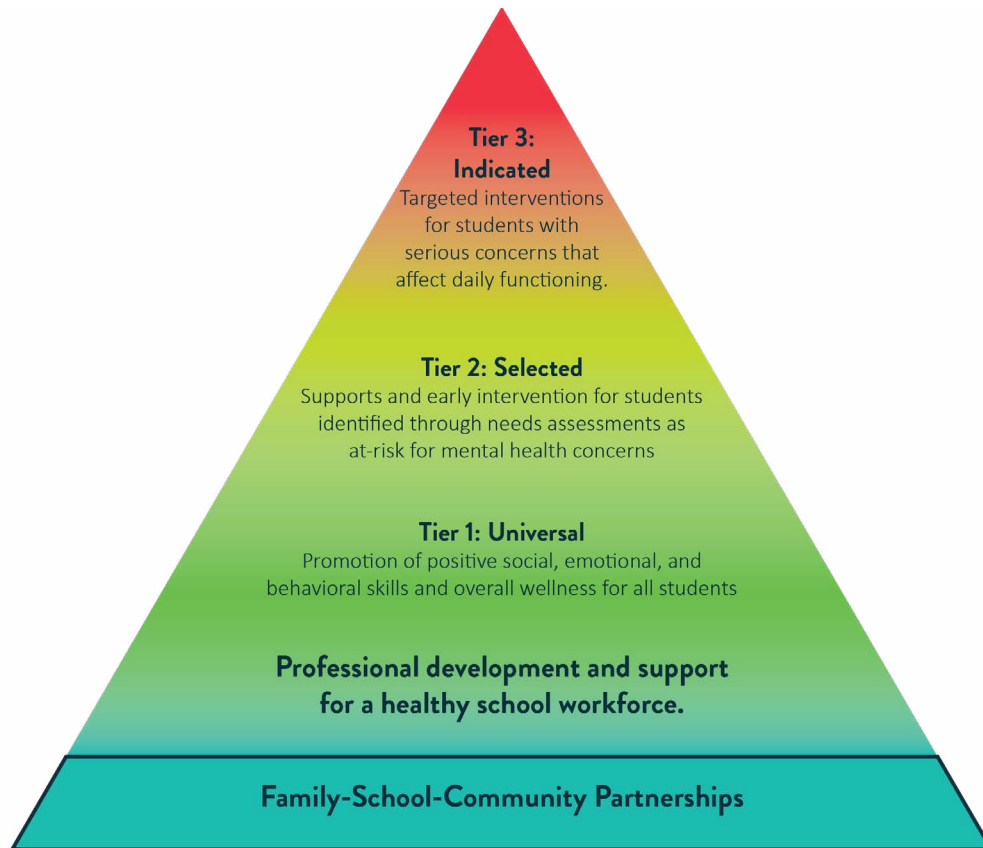 Tier 3:
Indicated
Targeted interventions
for students with
serious concerns that
affect daily functioning.
Tier 2: Selected
Supports and early intervention for students
identified through needs assessments as
at-risk for mental health concerns
Tier 1: Universal
Promotion of positive social, emotional, and
behavioral skills and overall wellness for all students
Professional development and support
for a healthy school workforce.
Family-School-Community Partnerships